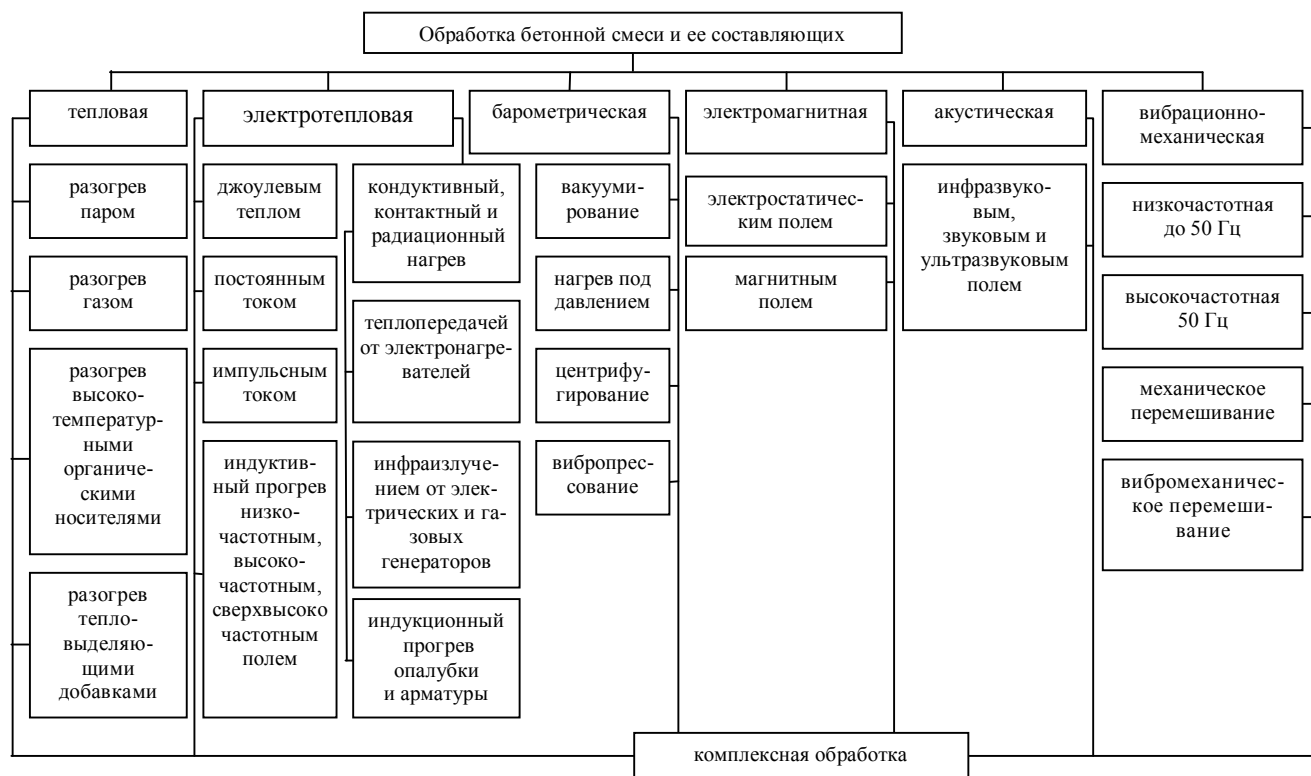 Обработка бетонной смеси и ее составляющих
тепловая
электротепловая
барометрическая
электромагнитная
акустическая
вибрационно-
механическая
разогрев
паром
разогрев
газом
разогрев
высоко-
температур-
ными
органиче-
скими
носителями
разогрев
тепло-
выделяю-
щими
добавками
джоулевым
теплом
постоянным
током
импульсным
током
индуктив-
ный прогрев
низко-
частотным,
высоко-
частотным,
сверхвысоко
частотным
полем
кондуктивный,
контактный и
радиационный
нагрев
теплопередачей
от электронагре-
вателей
инфраизлуче-
нием от элек-
трических и га-
зовых
генераторов
индукционный
прогрев
опалубки
и арматуры
вакууми-
рование
нагрев под
давлением
центрифу-
гирование
вибропрес-
сование
электростатичес-
ким полем
магнитным
полем
инфразвуко-
вым,
звуковым и
ультразвуковым
полем
низкочастотная
до 50 Гц
высокочастотная
50 Гц
механическое
перемешивание
вибромеханичес-
кое перемеши-
вание
комплексная обработка